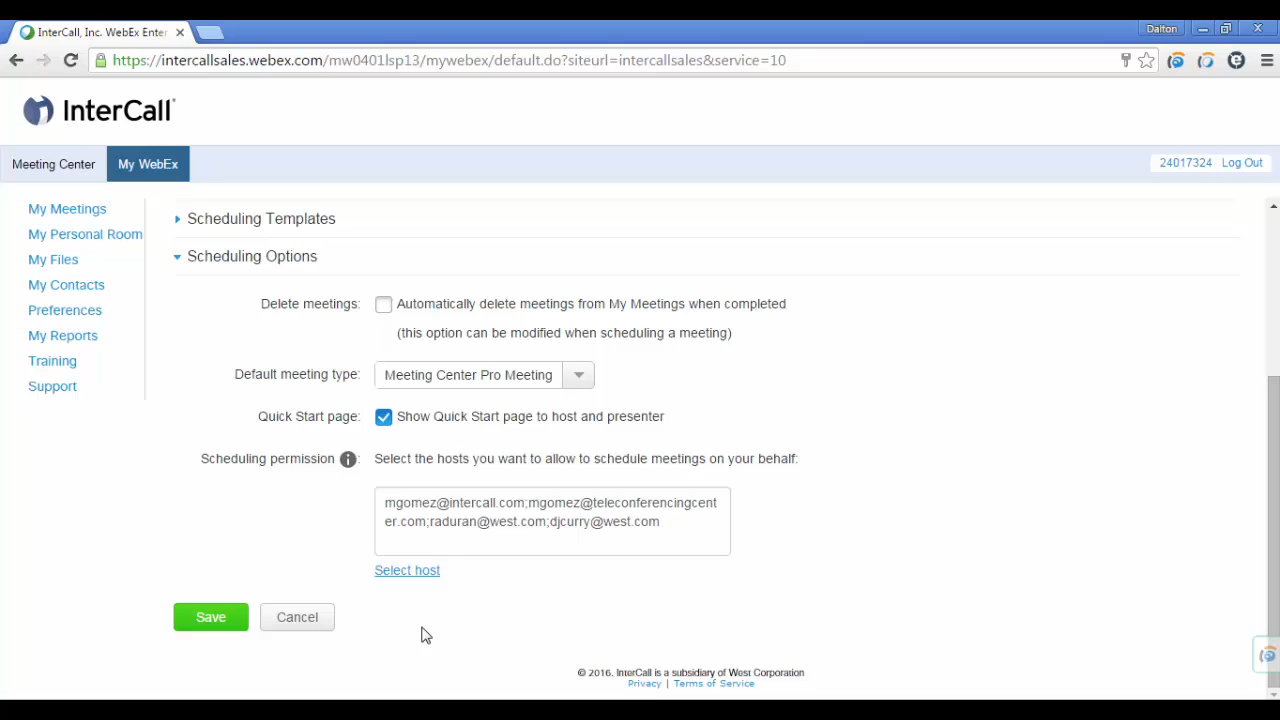 InterCall, Inc. WebEx Enter
Dalton
https://intercallsales.webex.com/mw0401lsp13/mywebex/default.do?siteurl=intercallsales&service=10
InterCall
Meeting Center
My WebEx
24017324 Log Out
My Meetings
My Personal Room
My Files
My Contacts
Preferences
My Reports
Training
Support
Scheduling Templates
Scheduling Options
Delete meetings: Automatically delete meetings from My Meetings when completed
(this option can be modified when scheduling a meeting)
Default meeting type: Meeting Center Pro Meeting
Quick Start page: Show Quick Start page to host and presenter
Scheduling permission : Select the hosts you want to allow to schedule meetings on your behalf:
mgomez@intercall.com;mgomez@teleconferencingcent
er.com;raduran@west.com;djcurry@west.com
Select host
Save Cancel
© 2016. InterCall is a subsidiary of West Corporation
Privacy | Terms of Service